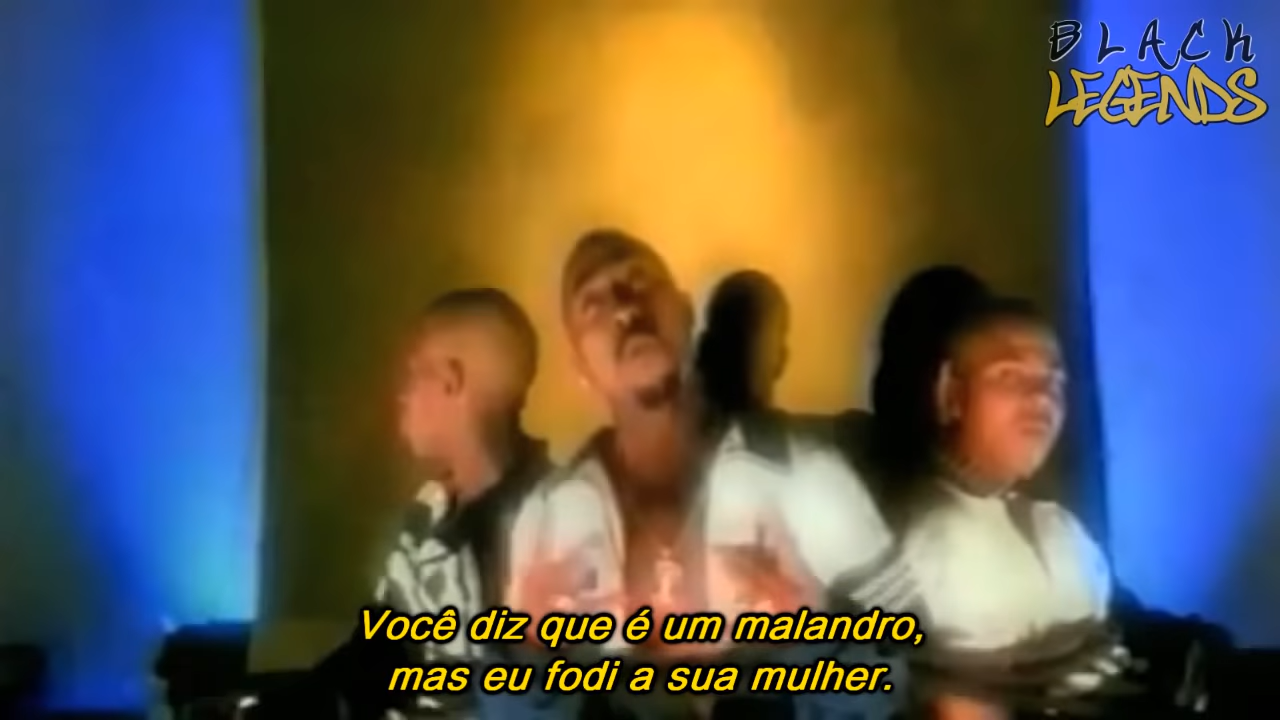 BLACK
LEGENDS
Você diz que é um malandro,
mas eu fodi a sua mulher.